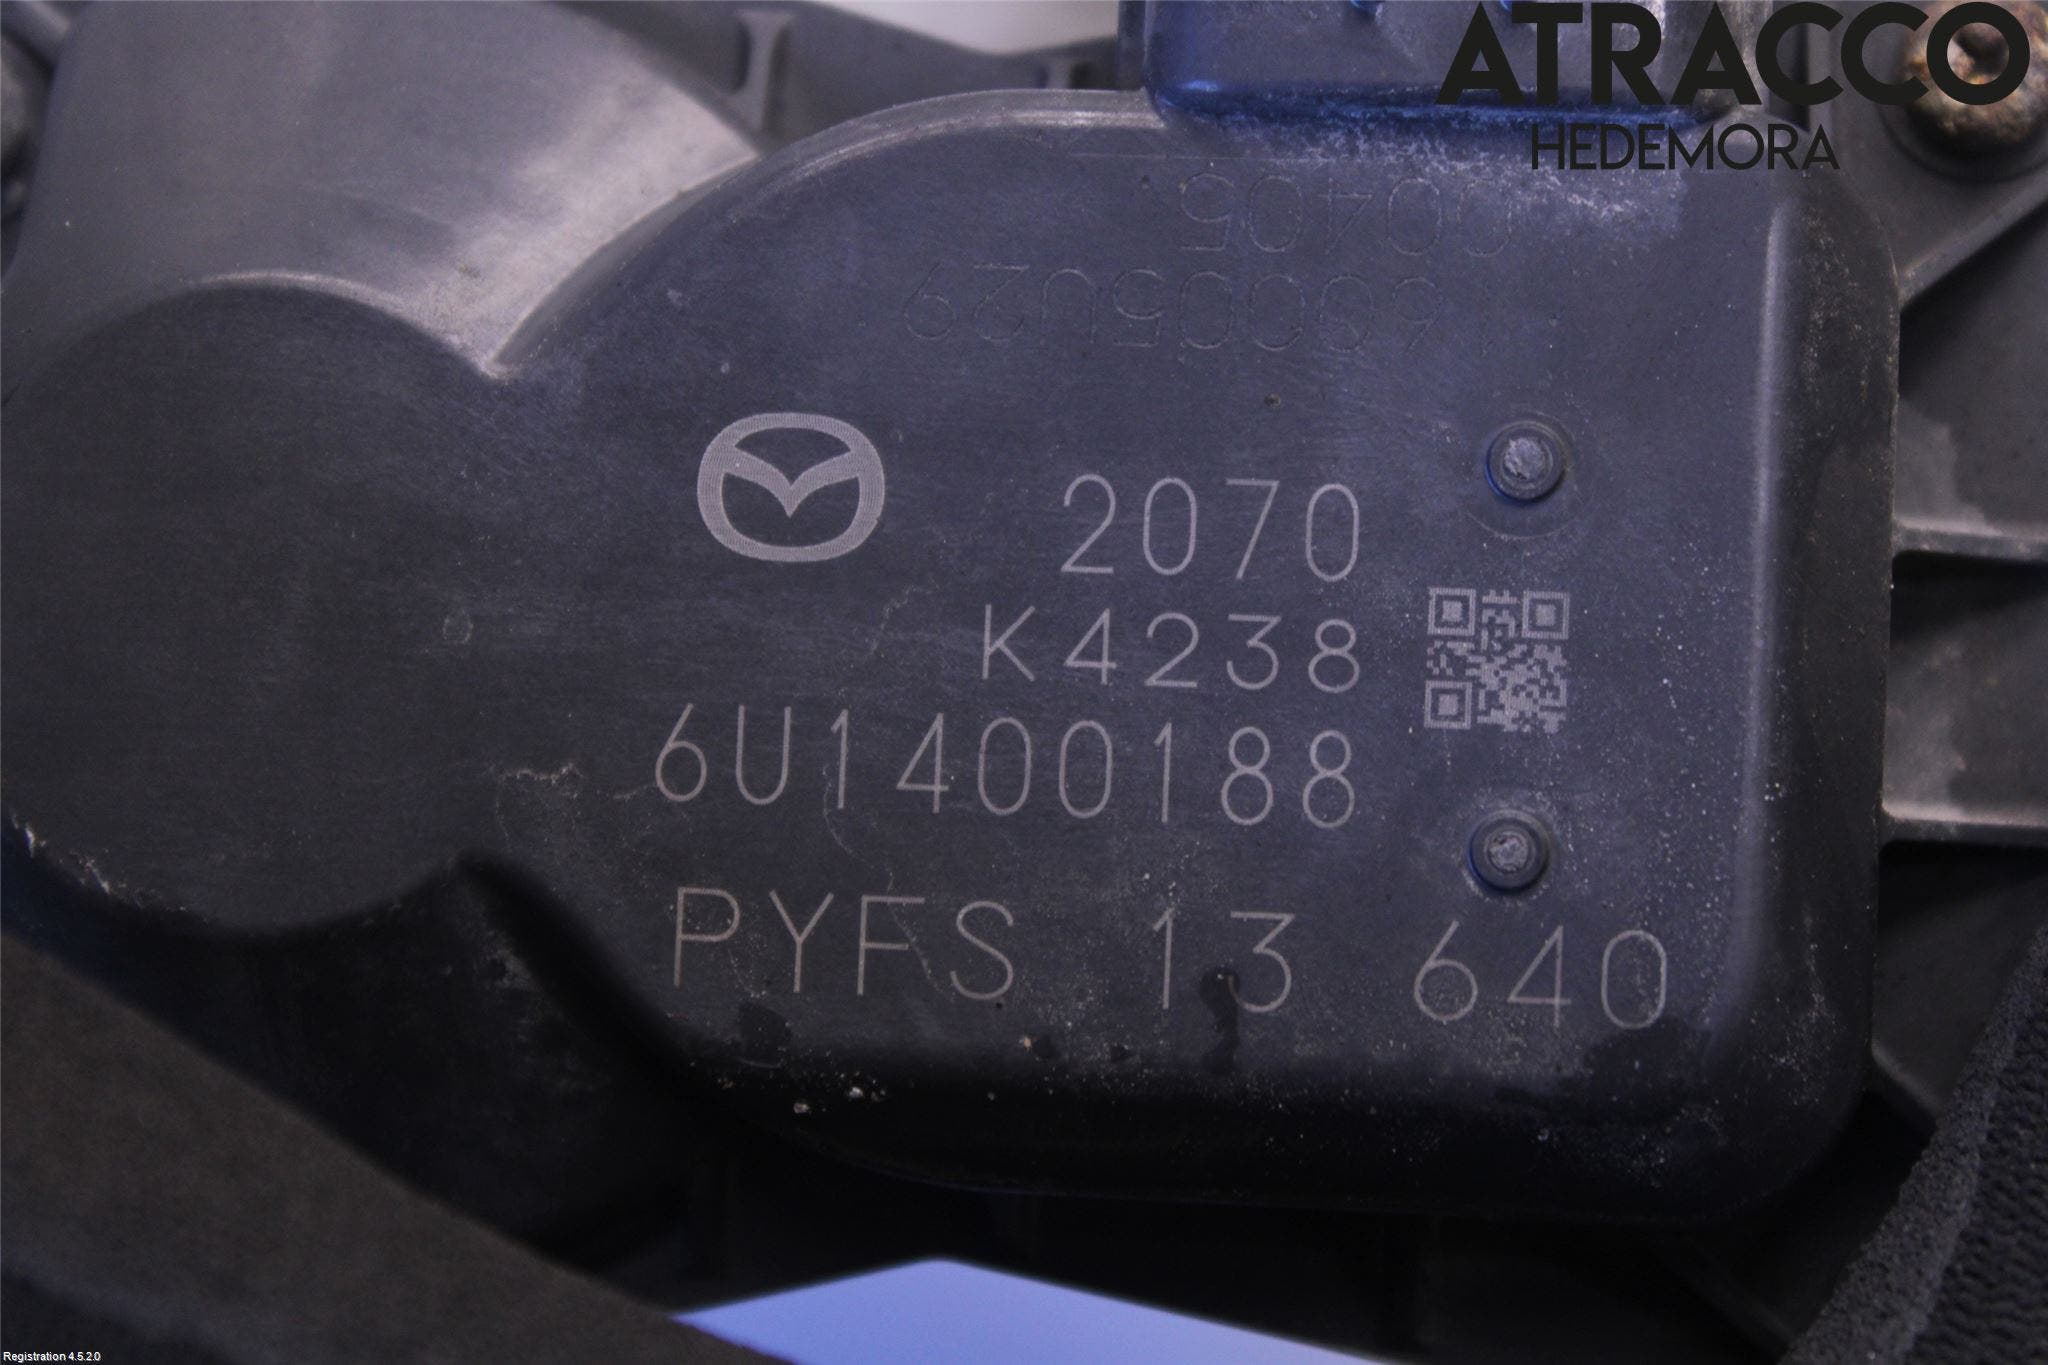 ATRACCO
HEDEMORA
2070
K4238
6U1400188
PYFS 13 640
Registration 4.5.2.0